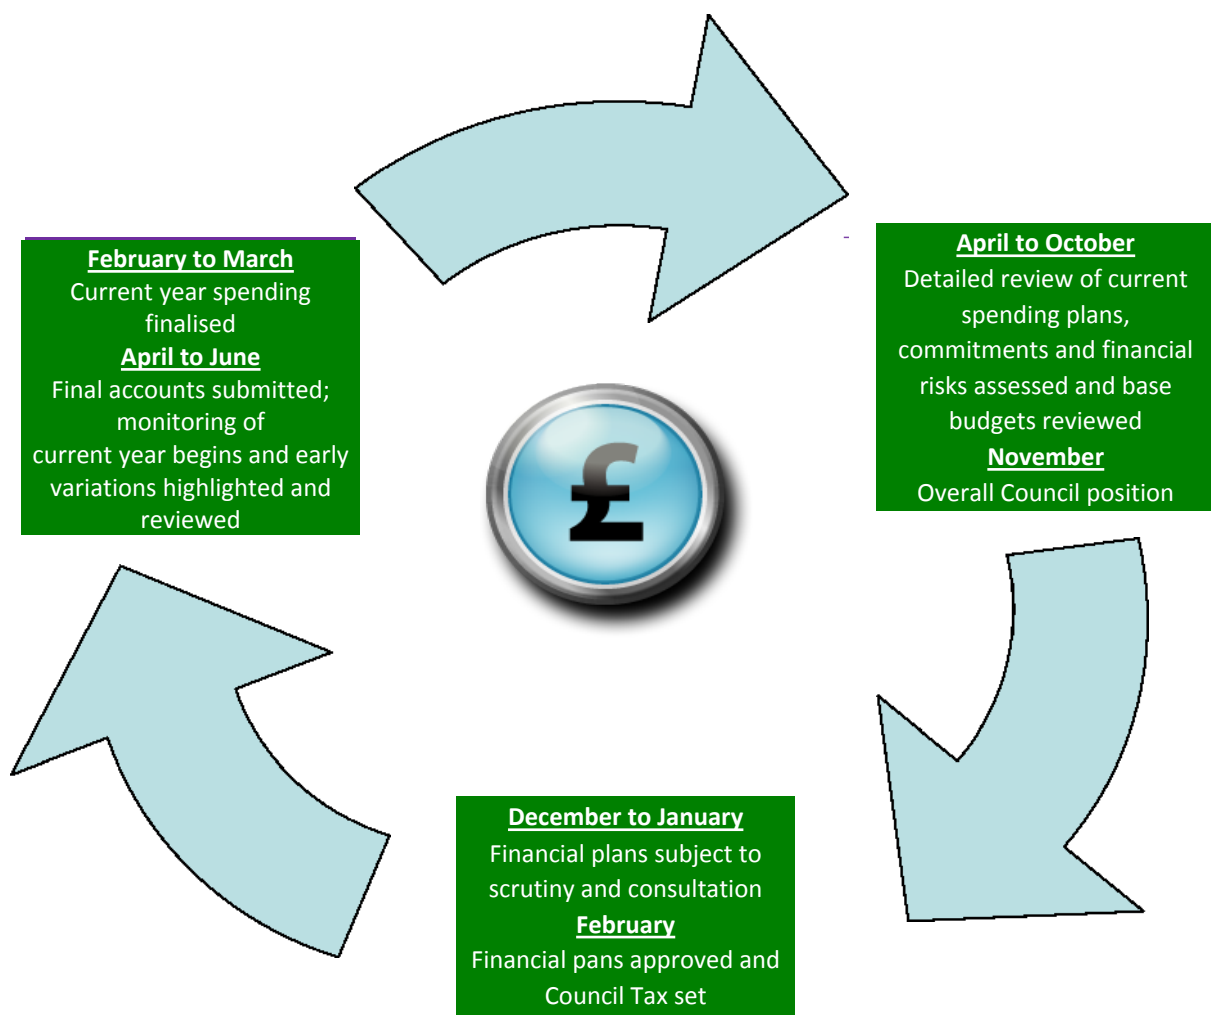 February to March
Current year spending
finalised
April to June
Final accounts submitted;
monitoring of
current year begins and early
variations highlighted and
reviewed
April to October
Detailed review of current
spending plans,
commitments and financial
risks assessed and base
budgets reviewed
November
Overall Council position
£
December to January
Financial plans subject to
scrutiny and consultation
February
Financial pans approved and
Council Tax set